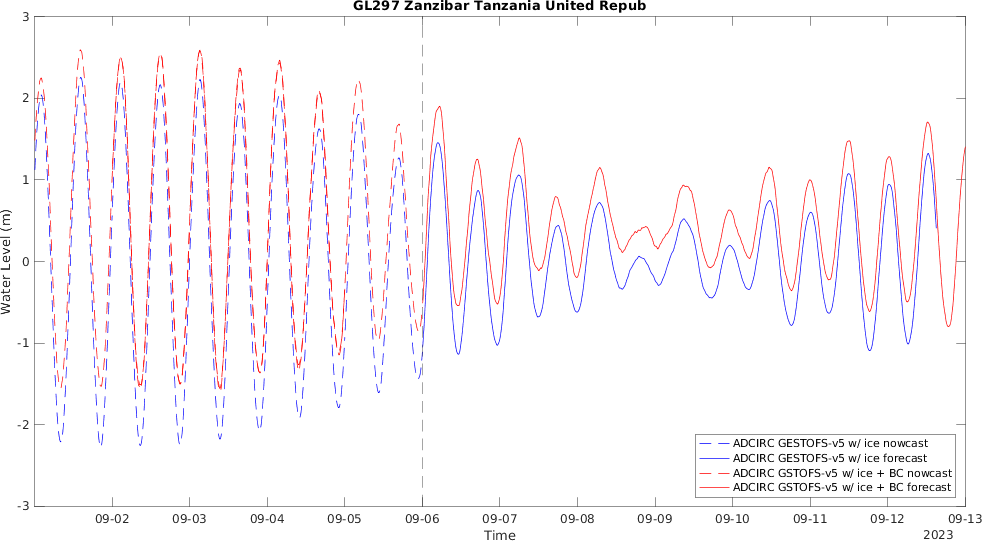 GL297 Zanzibar Tanzania United Repub
3
2
1
0
-1
-2
-3
Water Level (m)
ADCIRC GESTOFS-v5 w/ ice nowcast
ADCIRC GESTOFS-v5 w/ ice forecast
ADCIRC GSTOFS-v5 w/ ice + BC nowcast
ADCIRC GSTOFS-v5 w/ ice + BC forecast
09-02 09-03 09-04 09-05 09-06 09-07 09-08 09-09 09-10 09-11 09-12 09-13
Time 2023